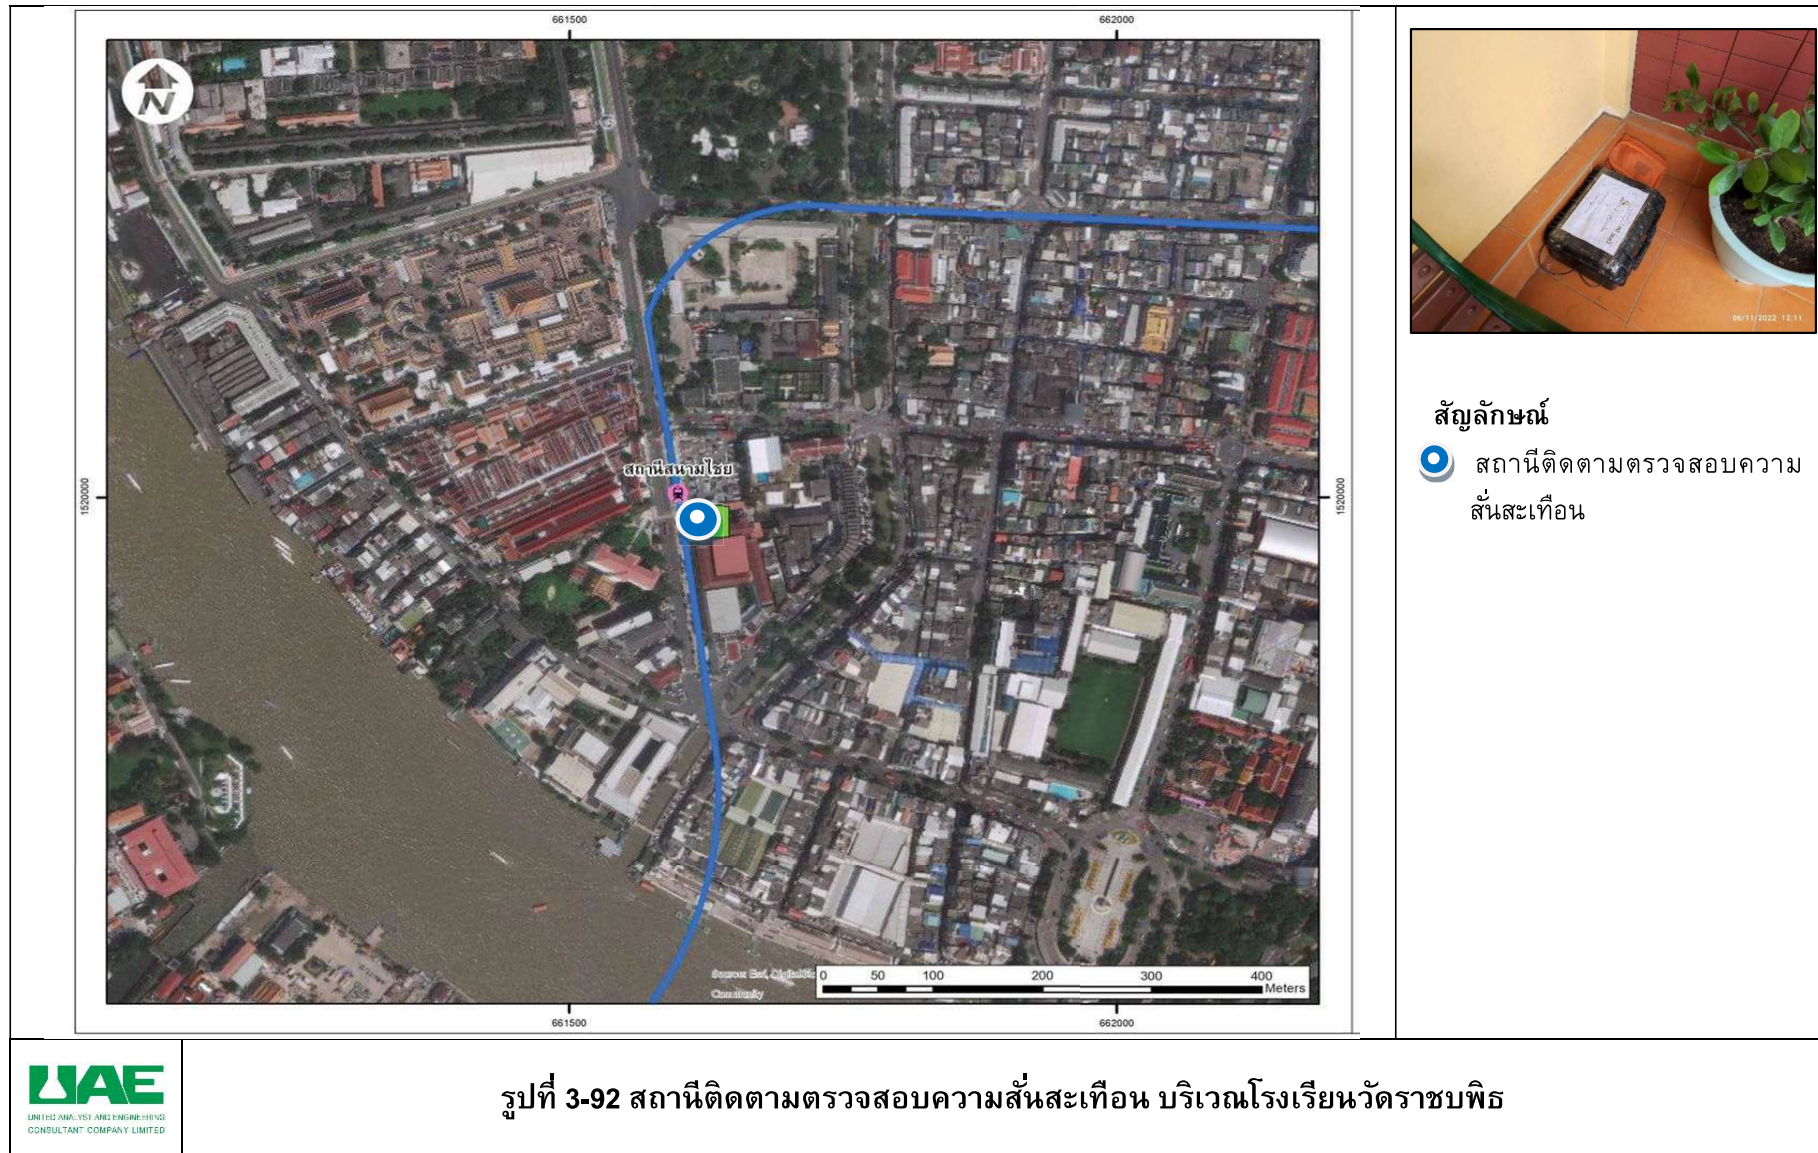 661500
662000
N
สถานีสนามไชย
1520000
1520000
0 50 100 200 300 400
Meters
Community
661500
662000
06/11/2022 12:11
สัญลักษณ์
สถานีติดตามตรวจสอบความ
สั่นสะเทือน
UAE
UNITED ANALYST AND ENGINEERING
CONSULTANT COMPANY LIMITED
รูปที่ 3-92 สถานีติดตามตรวจสอบความสั่นสะเทือน บริเวณโรงเรียนวัดราชบพิธ